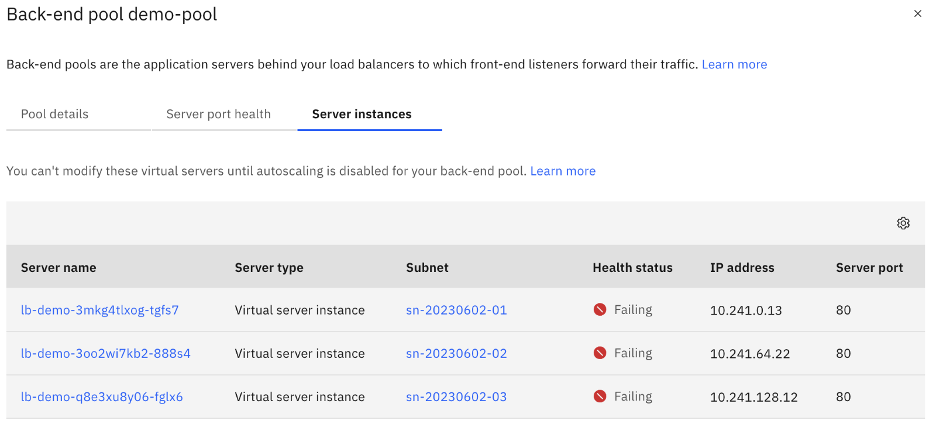 Back-end pool demo-pool
Back-end pools are the application servers behind your load balancers to which front-end listeners forward their traffic. Learn more
Pool details Server port health Server instances
You can't modify these virtual servers until autoscaling is disabled for your back-end pool. Learn more
Server name Server type Subnet Health status IP address Server port
lb-demo-3mkg4tlxog-tgfs7 Virtual server instance sn-20230602-01 Failing 10.241.0.13 80
lb-demo-3oo2wi7kb2-888s4 Virtual server instance sn-20230602-02 Failing 10.241.64.22 80
lb-demo-q8e3xu8y06-fglx6 Virtual server instance sn-20230602-03 Failing 10.241.128.12 80